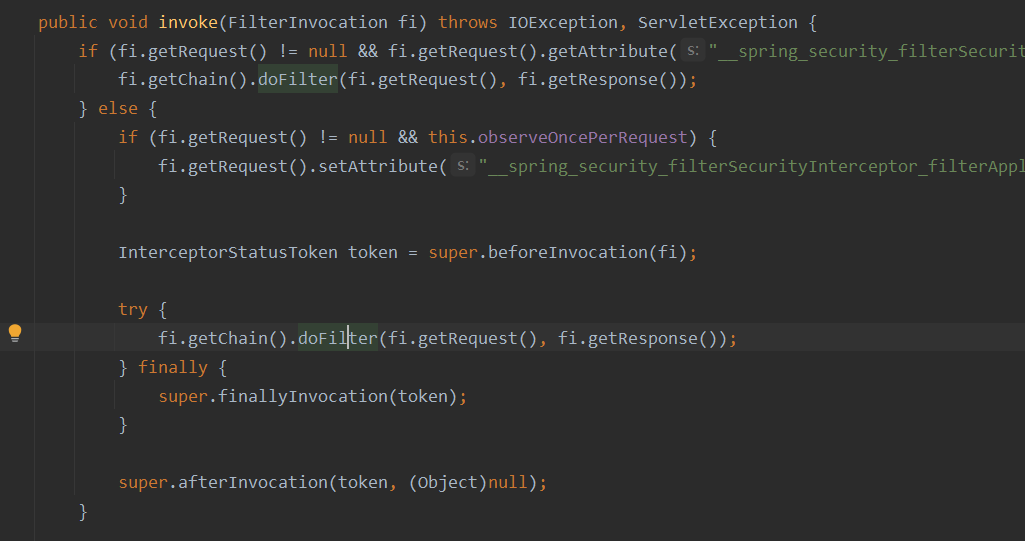 public void invoke(FilterInvocation fi) throws IOException, ServletException {
if (fi.getRequest() != null && fi.getRequest().getAttribute( s: "__spring_security_filterSecurit
fi.getChain().doFilter(fi.getRequest(), fi.getResponse());
} else {
if (fi.getRequest() != null && this.observeOncePerRequest) {
fi.getRequest().setAttribute( s: "__spring_security_filterSecurityInterceptor_filterAppl
}
InterceptorStatusToken token = super.beforeInvocation(fi);
try {
fi.getChain().doFilter(fi.getRequest(), fi.getResponse());
} finally {
super.finallyInvocation(token);
}
super.afterInvocation(token, (Object)null);
}